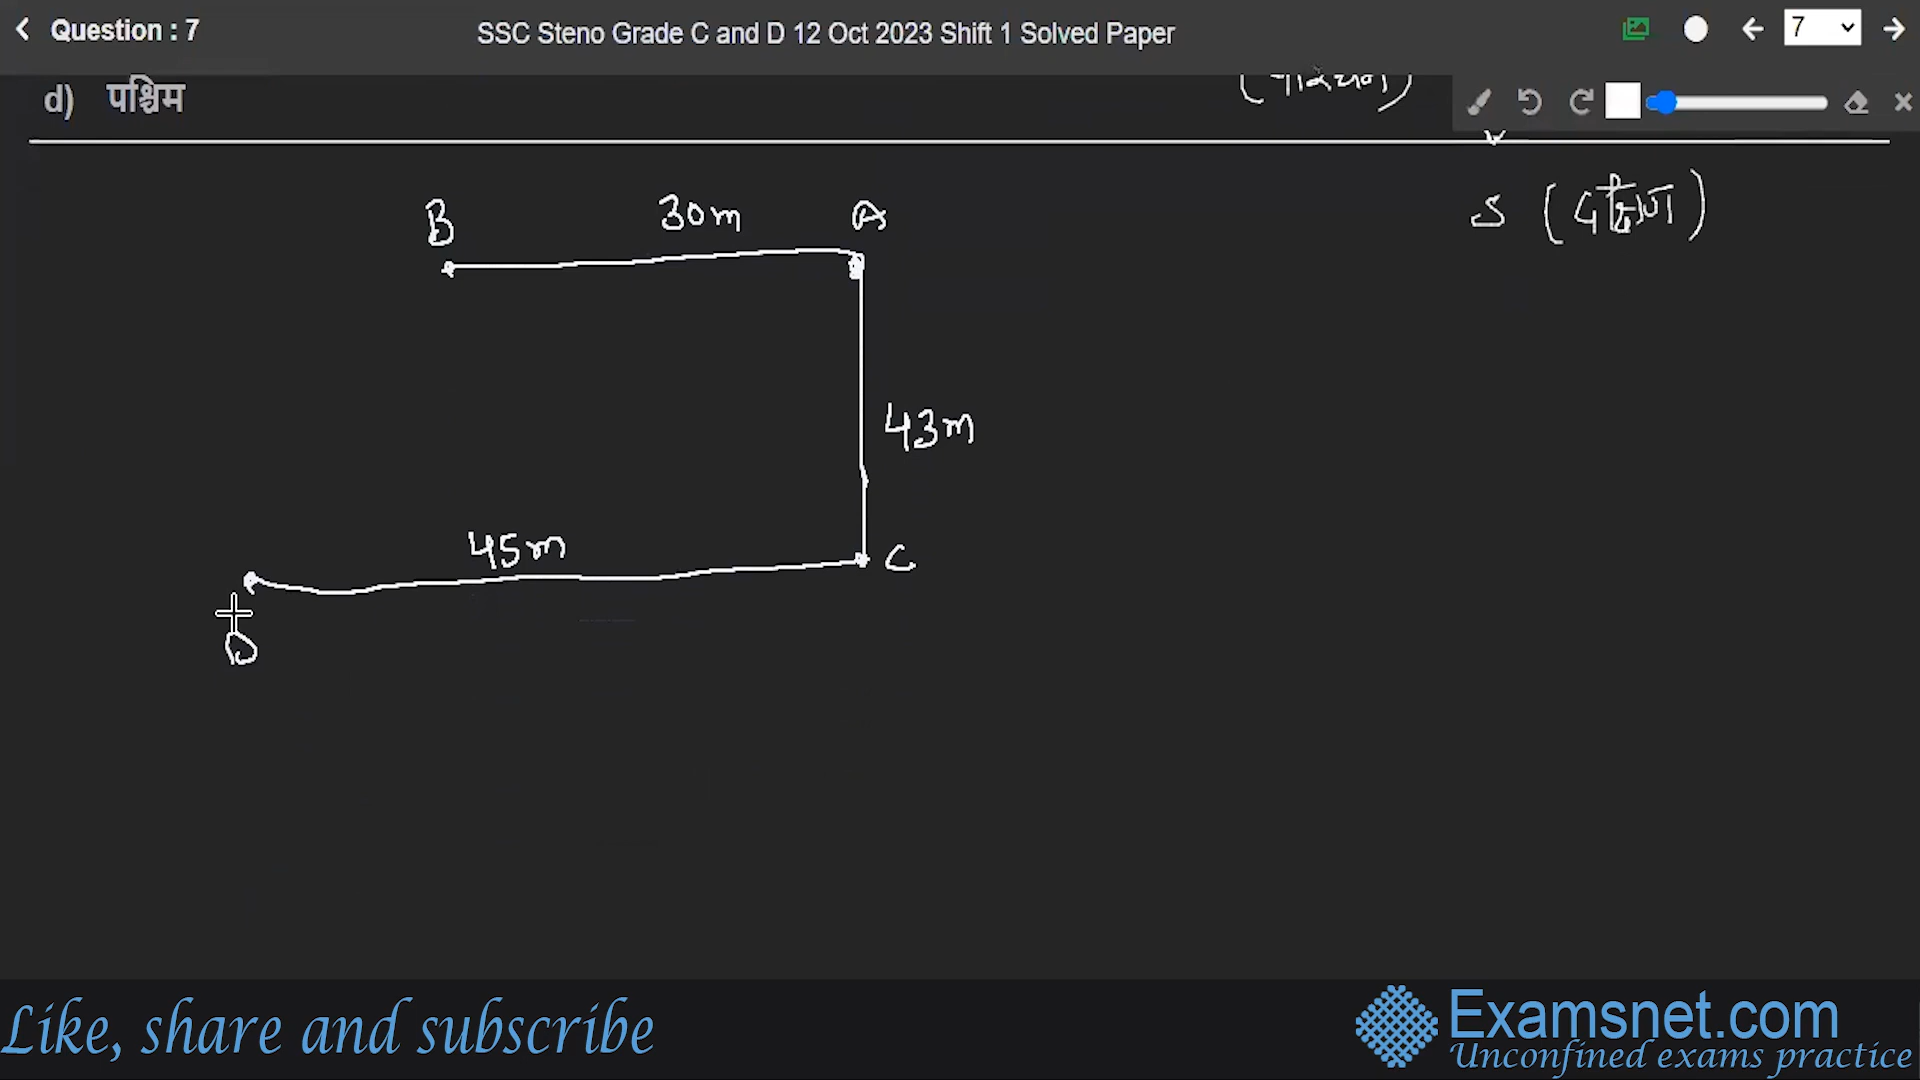 Question : 7
SSC Steno Grade C and D 12 Oct 2023 Shift 1 Solved Paper
7
d) पश्चिम
S (दक्षिण)
B 30m A
43m
45m C
D
Like, share and subscribe
Examsnet.com
Unconfined exams practice